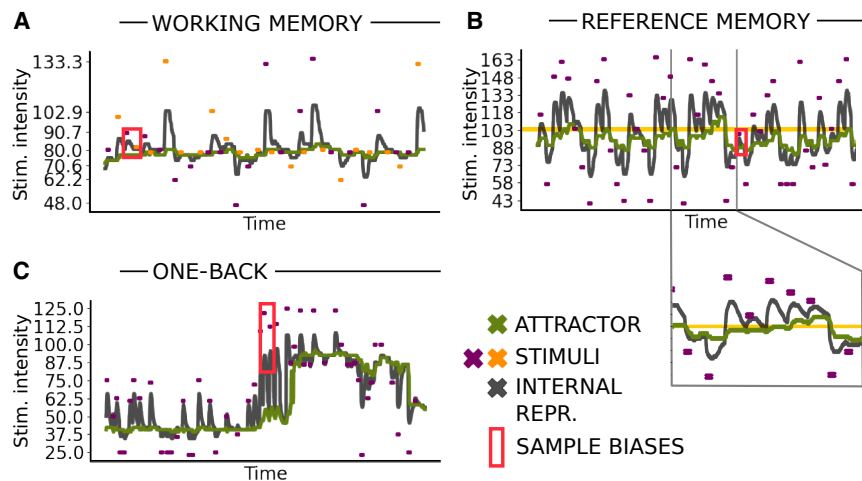 A
WORKING MEMORY
Stim. intensity
133.3
102.9
90.7
80.0
70.6
62.2
48.0
Time
B
REFERENCE MEMORY
Stim. intensity
163
148
133
118
103
88
73
58
43
Time
C
ONE-BACK
Stim. intensity
125.0
112.5
100.0
87.5
75.0
62.5
50.0
37.5
25.0
Time
ATTRACTOR
STIMULI
INTERNAL
REPR.
SAMPLE BIASES